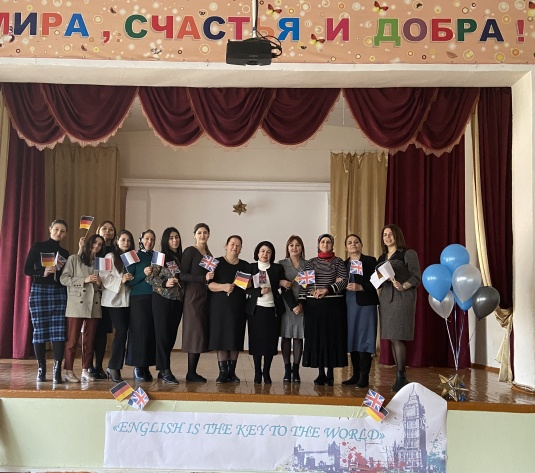 МИРА, СЧАСТЬЯ И ДОБРА!
«ENGLISH IS THE KEY TO THE WORLD»